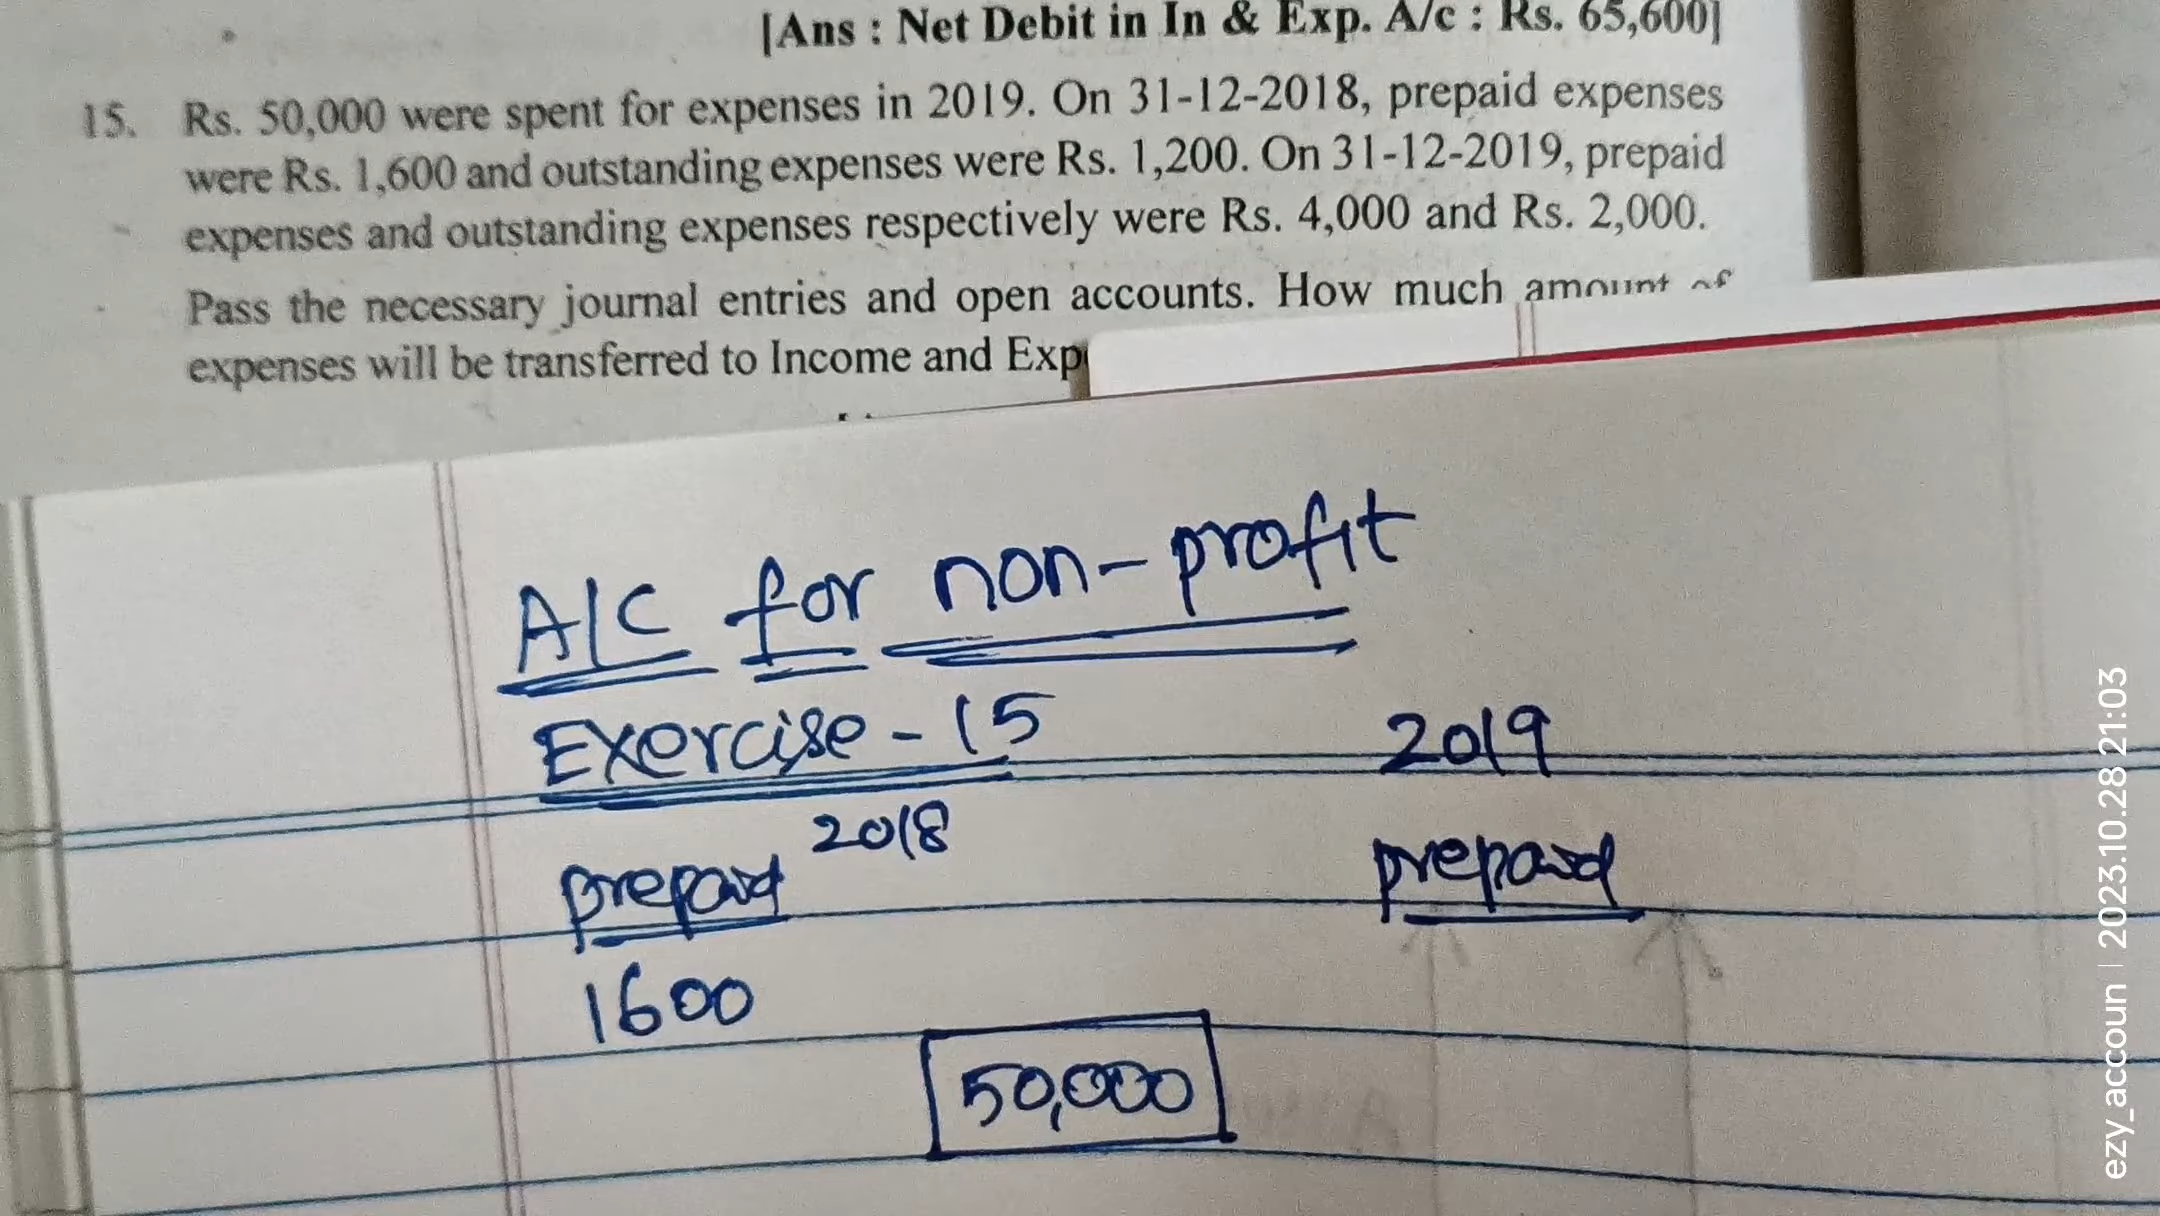 [Ans : Net Debit in In & Exp. A/c : Rs. 65,600]
15. Rs. 50,000 were spent for expenses in 2019. On 31-12-2018, prepaid expenses
were Rs. 1,600 and outstanding expenses were Rs. 1,200. On 31-12-2019, prepaid
expenses and outstanding expenses respectively were Rs. 4,000 and Rs. 2,000.
Pass the necessary journal entries and open accounts. How much amount of
expenses will be transferred to Income and Exp
A/C for non-profit
Exercise - 15
2019
2018
prepaid
prepaid
1600
50,000
ezy_accoun | 2023.10.28 21:03